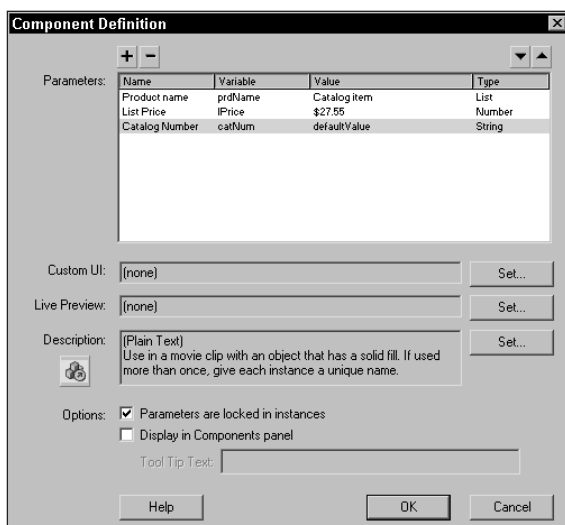 Component Definition
Parameters:
Name Variable Value Type
Product name prdName Catalog item List
List Price lPrice $27.55 Number
Catalog Number catNum defaultValue String
Custom UI: (none) Set...
Live Preview: (none) Set...
Description: (Plain Text) Set...
Use in a movie clip with an object that has a solid fill. If used
more than once, give each instance a unique name.
Options: Parameters are locked in instances
Display in Components panel
Tool Tip Text:
Help OK Cancel